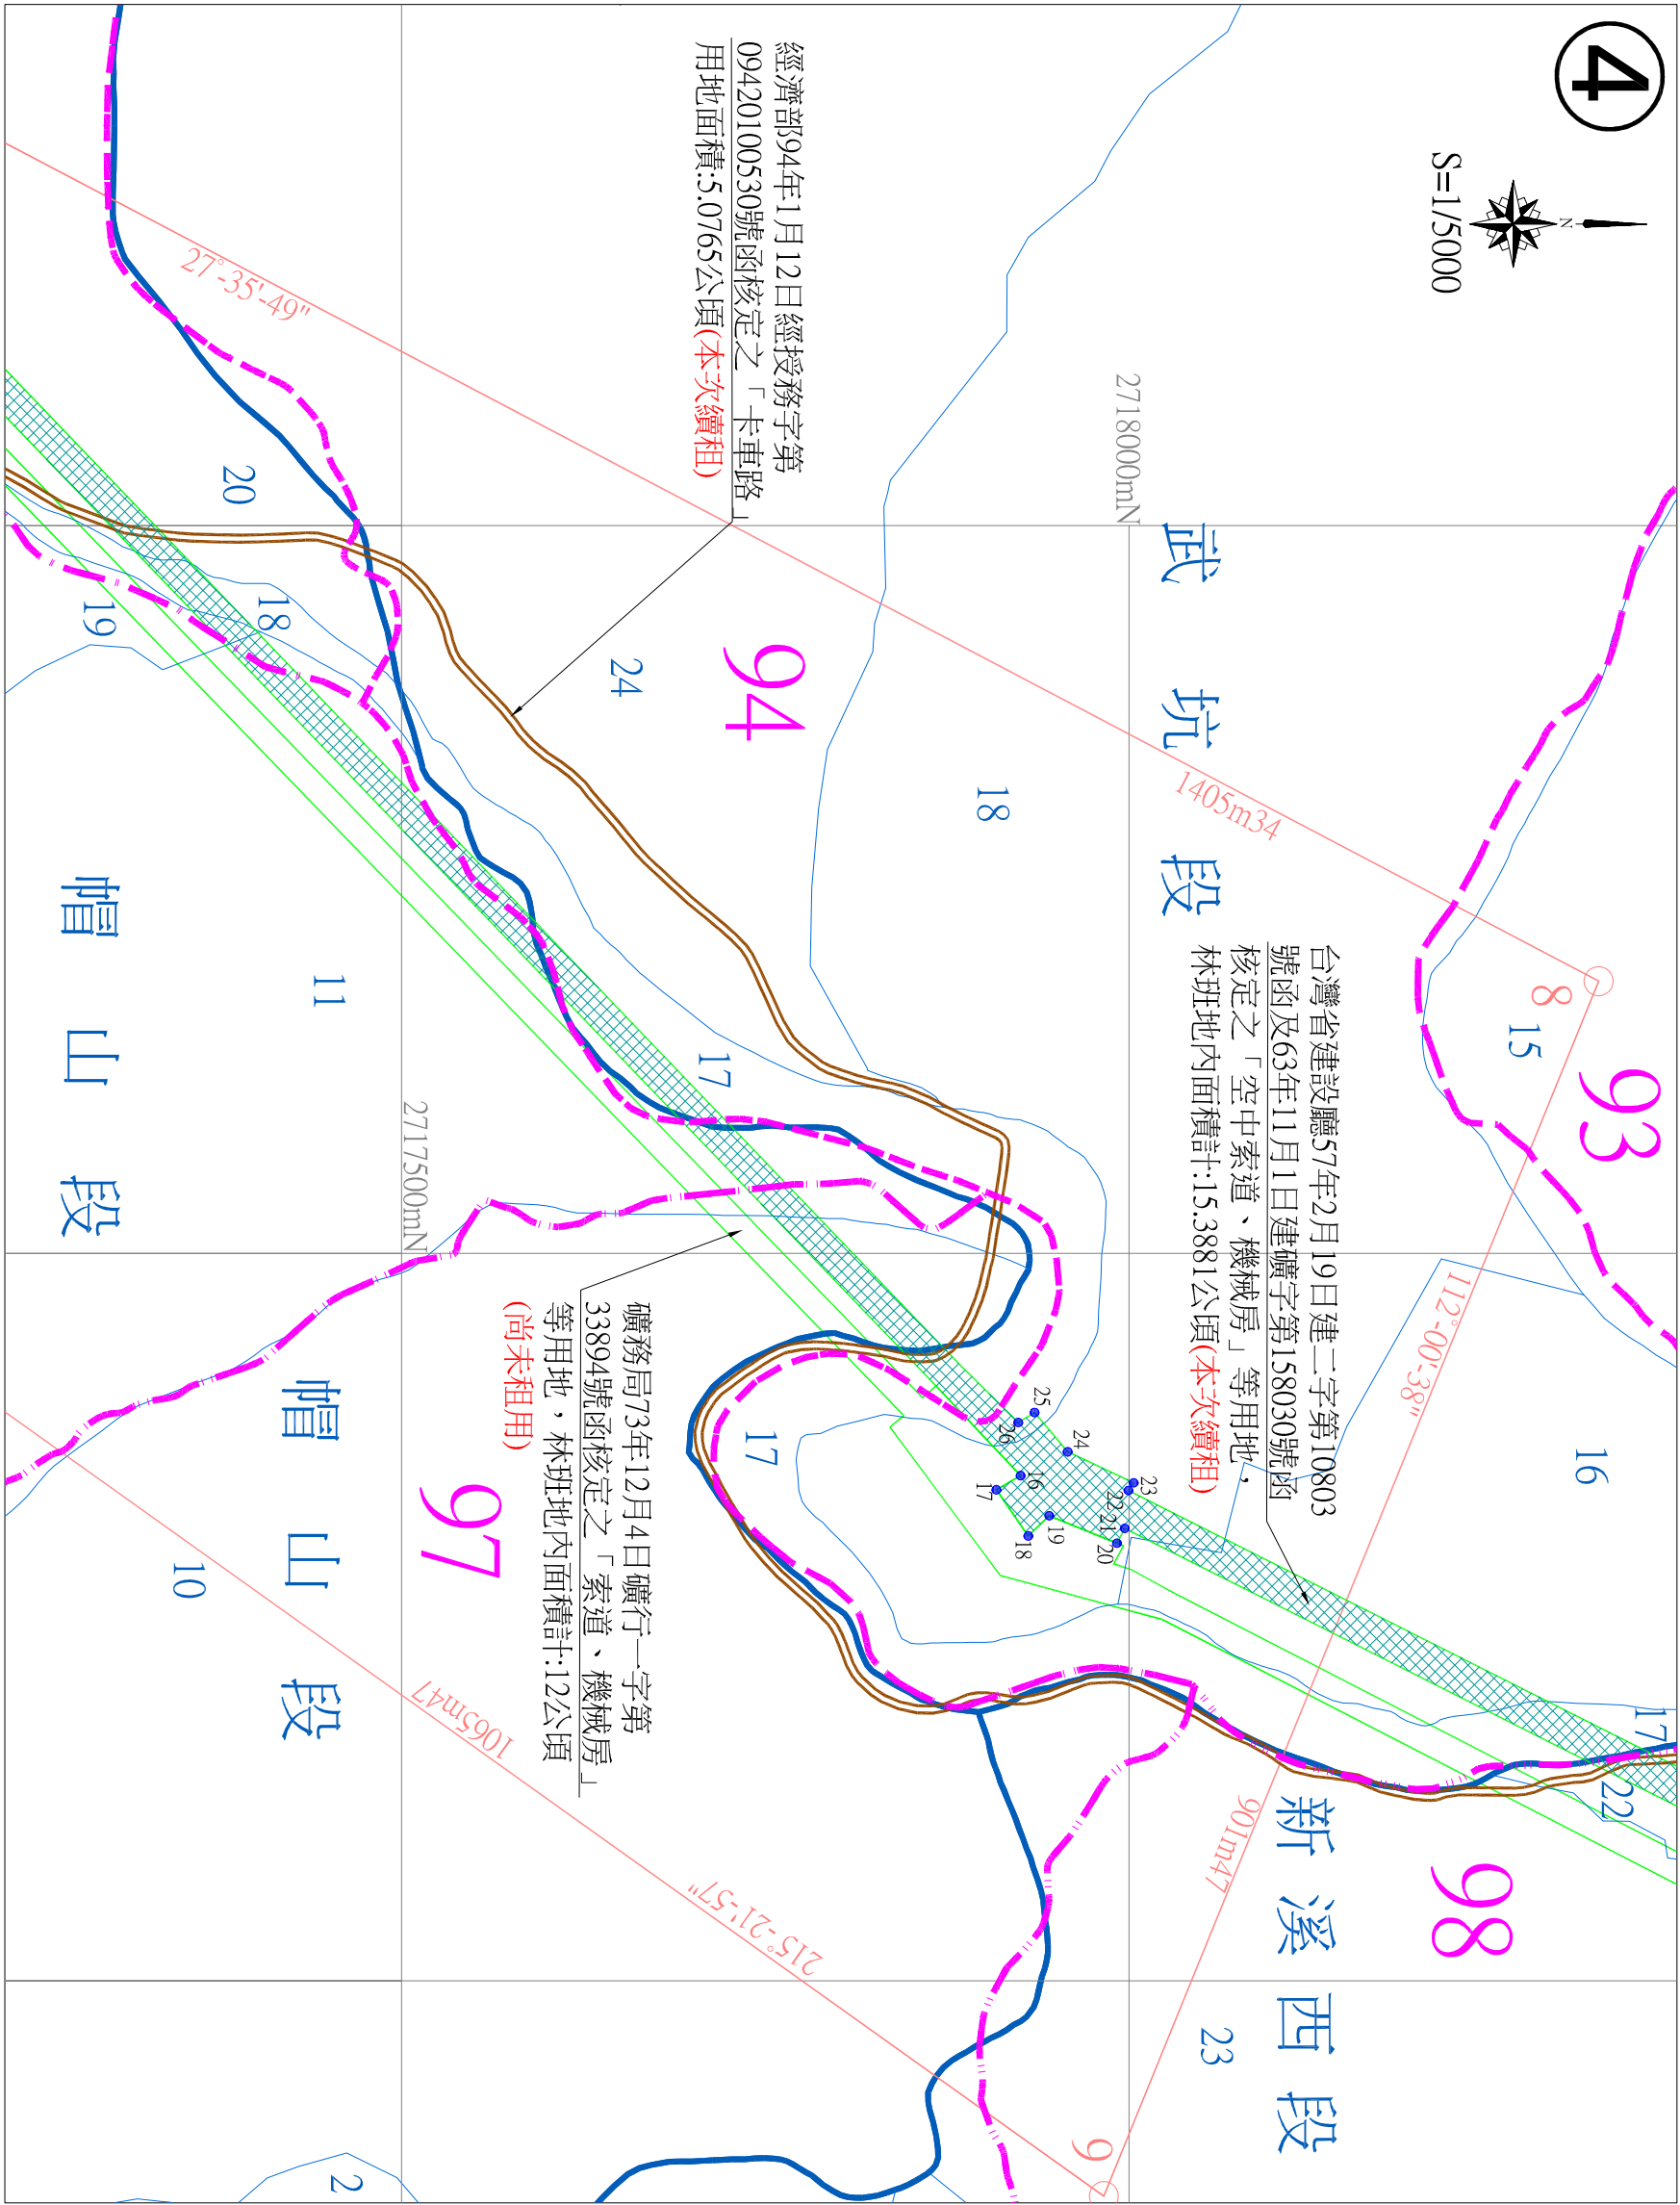 4
N
S=1/5000
93
15
8
16
17
22
98
台灣省建設廳57年2月19日建二字第10803
號函及63年11月1日建礦字第158030號函
核定之「空中索道、機械房」等用地，
林班地內面積計:15.3881公頃(本次續租)
112°-00'-38"
901m47
新溪西段
23
9
2718000mN
武坑段
1405m34
18
25
26
24
23
22
21
20
19
18
17
16
經濟部94年1月12日經授務字第
09420100530號函核定之「卡車路」
用地面積:5.0765公頃(本次續租)
94
24
17
17
礦務局73年12月4日礦行一字第
33894號函核定之「索道、機械房」
等用地，林班地內面積計:12公頃
(尚未租用)
215°-21'-57"
1065m47
97
27°-35'-49"
2717500mN
20
18
19
11
帽山段
帽山段
10
2